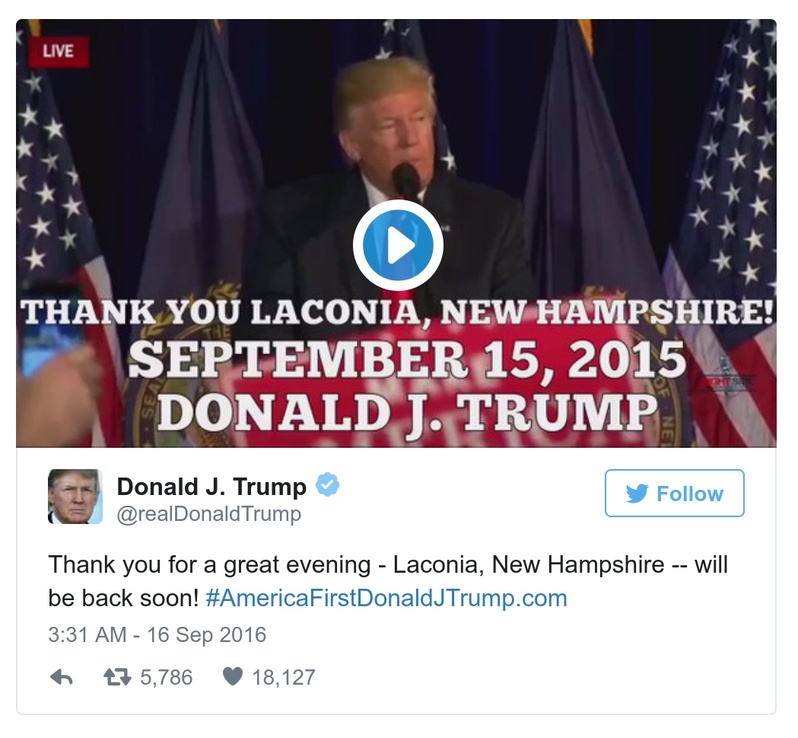 LIVE
THANK YOU LACONIA, NEW HAMPSHIRE!
SEPTEMBER 15, 2015
DONALD J. TRUMP
Donald J. Trump
@realDonaldTrump
Follow
Thank you for a great evening - Laconia, New Hampshire -- will
be back soon! #AmericaFirstDonaldJTrump.com
3:31 AM - 16 Sep 2016
5,786 18,127